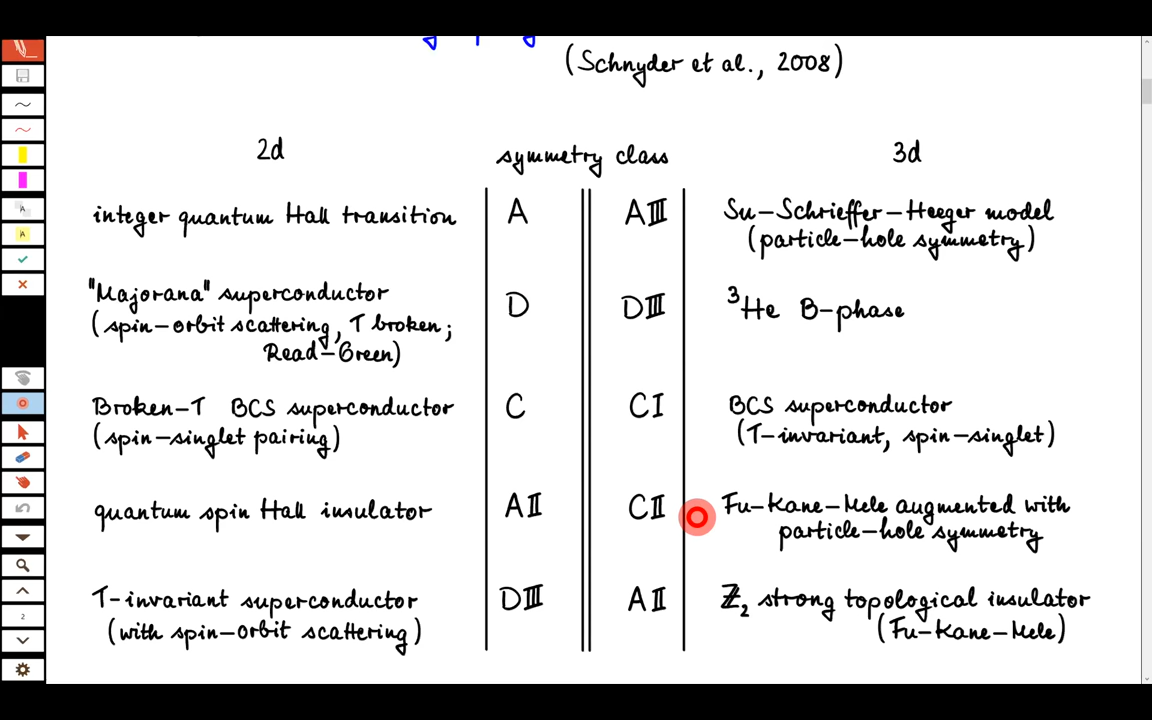 (Schnyder et al., 2008)
2d symmetry class 3d
integer quantum Hall transition A AIII Su-Schrieffer-Heeger model
(particle-hole symmetry)
"Majorana" superconductor
(spin-orbit scattering, T broken; D DIII ³He B-phase
Read-Green)
Broken-T BCS superconductor C CI BCS superconductor
(spin-singlet pairing) (T-invariant, spin-singlet)
quantum spin Hall insulator AII CII Fu-Kane-Mele augmented with
particle-hole symmetry
T-invariant superconductor DIII AII ℤ₂ strong topological insulator
(with spin-orbit scattering) (Fu-Kane-Mele)
2